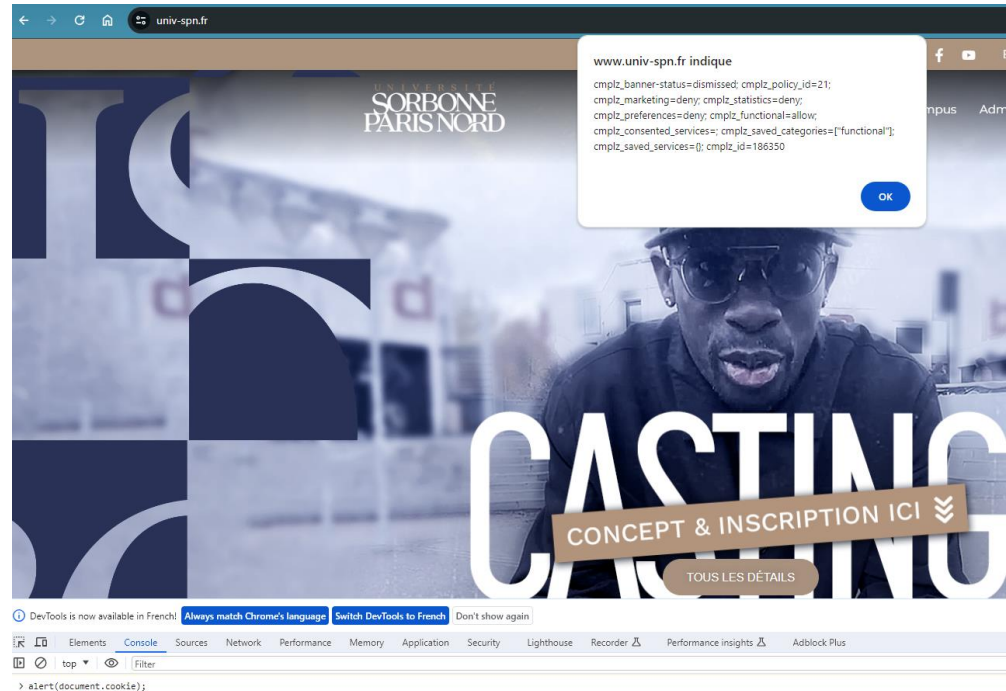 univ-spn.fr
www.univ-spn.fr indique
cmplz_banner-status=dismissed; cmplz_policy_id=21;
cmplz_marketing=deny; cmplz_statistics=deny;
cmplz_preferences=deny; cmplz_functional=allow;
cmplz_consented_services=; cmplz_saved_categories=["functional"];
cmplz_saved_services={}; cmplz_id=186350
OK
UNIVERSITÉ
SORBONNE
PARIS NORD
mpus Adm
CASTING
CONCEPT & INSCRIPTION ICI
TOUS LES DÉTAILS
DevTools is now available in French! Always match Chrome's language Switch DevTools to French Don't show again
Elements Console Sources Network Performance Memory Application Security Lighthouse Recorder Performance insights Adblock Plus
top Filter
> alert(document.cookie);